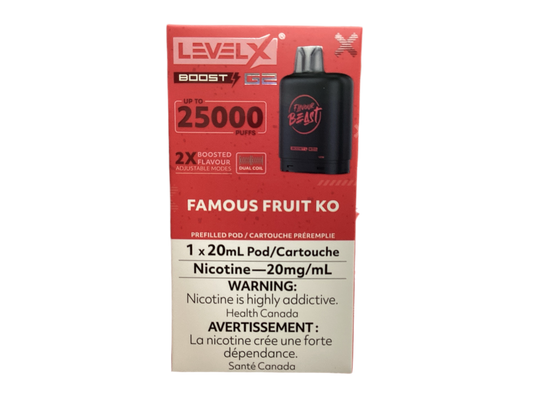 LEVELX®
BOOST
UP TO
25000
PUFFS
2X BOOSTED
FLAVOUR
ADJUSTABLE MODES
DUAL COIL
FLAVOUR
BEAST
FAMOUS FRUIT KO
PREFILLED POD / CARTOUCHE PRÉREMPLIE
1 x 20mL Pod/Cartouche
Nicotine—20mg/mL
WARNING:
Nicotine is highly addictive.
Health Canada
AVERTISSEMENT :
La nicotine crée une forte
dépendance.
Santé Canada